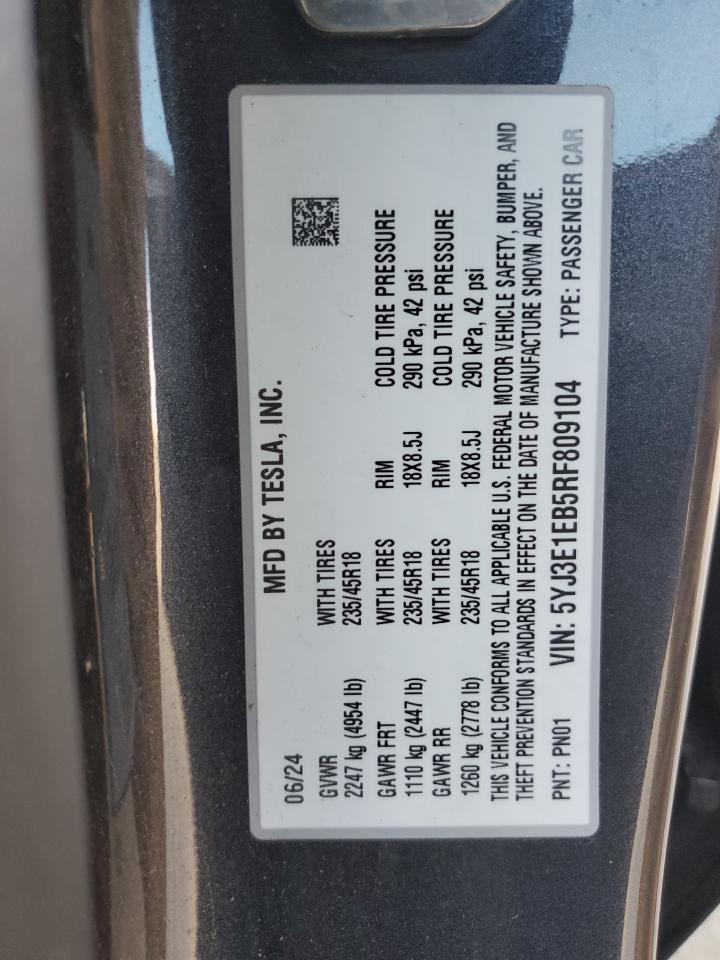 MFD BY TESLA, INC.
06/24
GVWR WITH TIRES
2247 kg (4954 lb) 235/45R18
GAWR FRT WITH TIRES RIM COLD TIRE PRESSURE
1110 kg (2447 lb) 235/45R18 18X8.5J 290 kPa, 42 psi
GAWR RR WITH TIRES RIM COLD TIRE PRESSURE
1260 kg (2778 lb) 235/45R18 18X8.5J 290 kPa, 42 psi
THIS VEHICLE CONFORMS TO ALL APPLICABLE U.S. FEDERAL MOTOR VEHICLE SAFETY, BUMPER, AND
THEFT PREVENTION STANDARDS IN EFFECT ON THE DATE OF MANUFACTURE SHOWN ABOVE.
PNT: PN01 VIN: 5YJ3E1EB5RF809104 TYPE: PASSENGER CAR